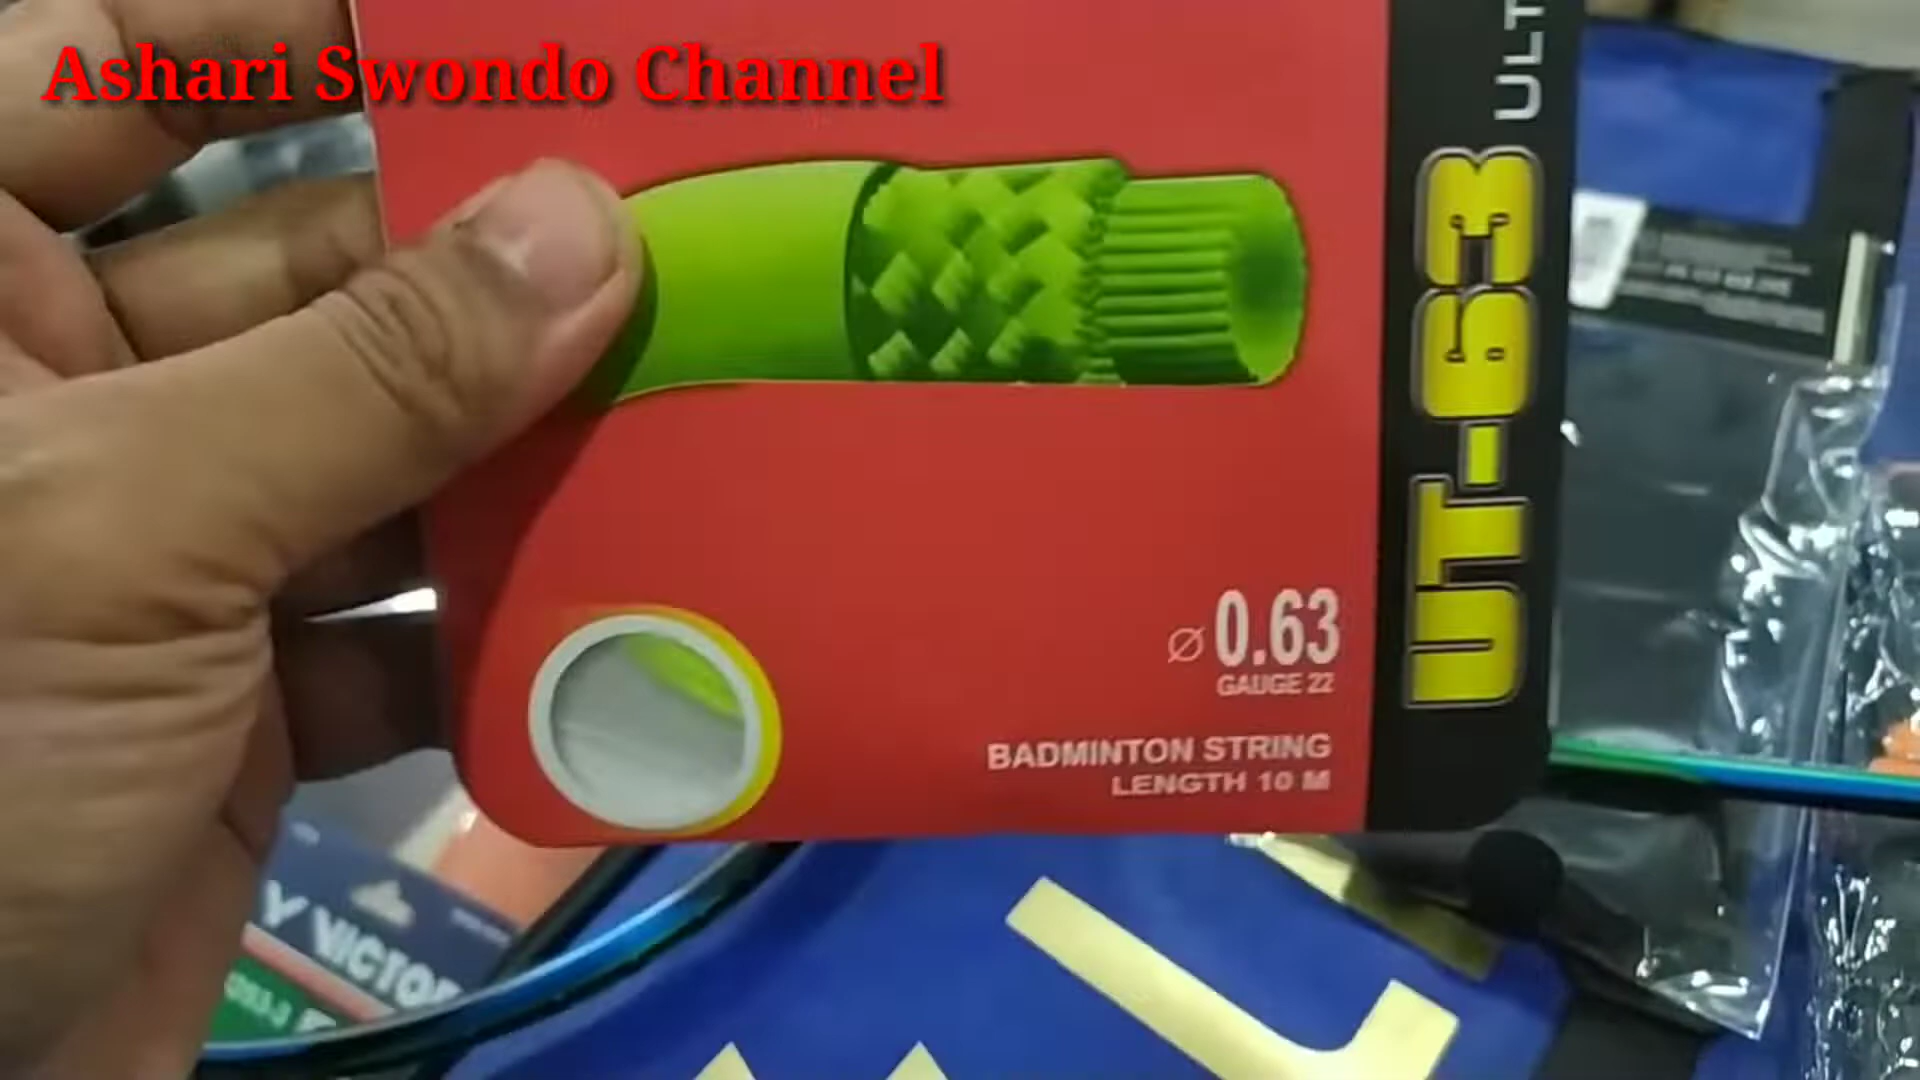 Ashari Swondo Channel
ULT
UT-63
Ø 0.63
GAUGE 22
BADMINTON STRING
LENGTH 10 M
Y VICTOR